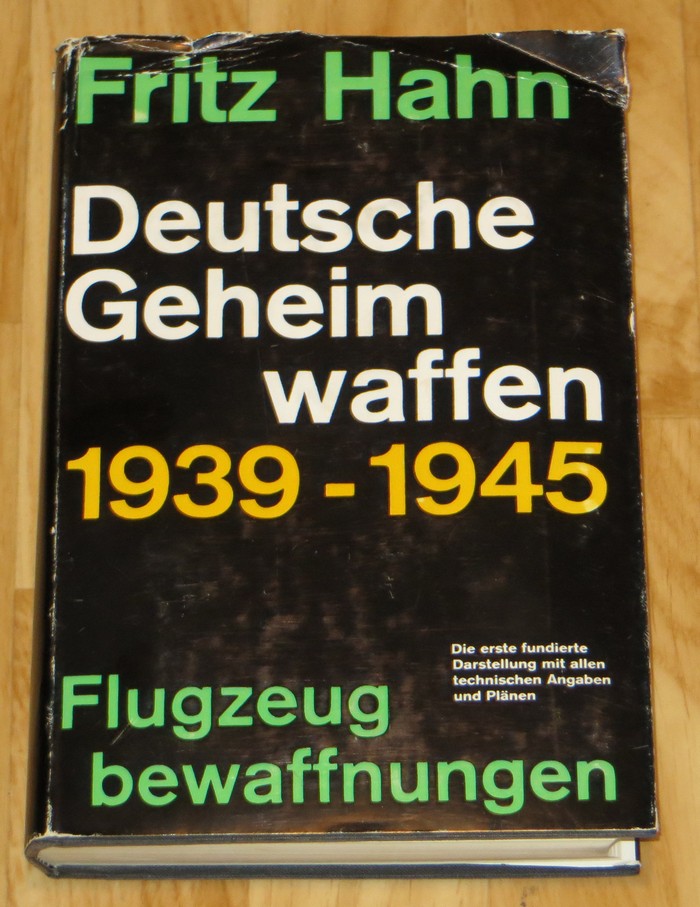 Fritz Hahn
Deutsche
Geheim
waffen
1939-1945
Die erste fundierte
Darstellung mit allen
technischen Angaben
und Plänen
Flugzeug
bewaffnungen